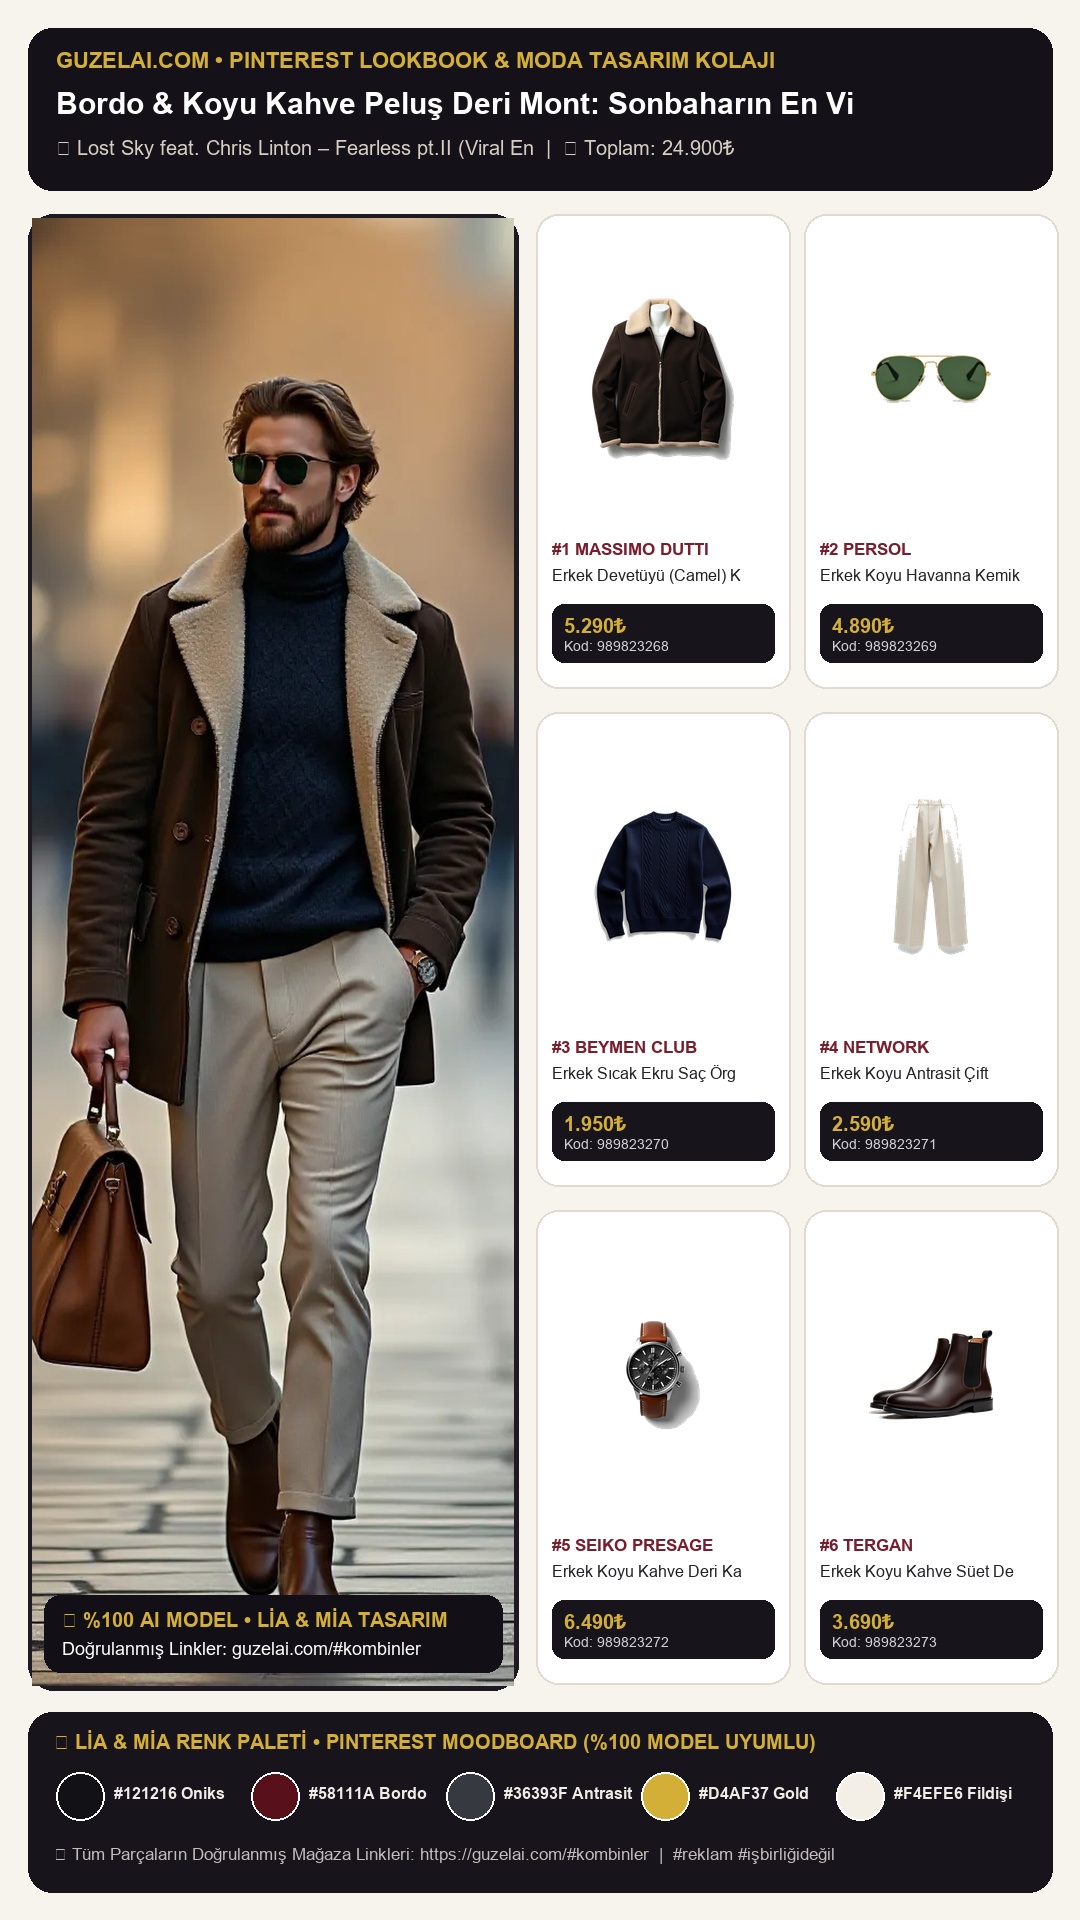 GUZELAI.COM • PINTEREST LOOKBOOK & MODA TASARIM KOLAJI
Bordo & Koyu Kahve Peluş Deri Mont: Sonbaharın En Vi
Lost Sky feat. Chris Linton – Fearless pt.II (Viral En | Toplam: 24.900₺
#1 MASSIMO DUTTI
Erkek Devetüyü (Camel) K
5.290₺
Kod: 989823268
#2 PERSOL
Erkek Koyu Havanna Kemik
4.890₺
Kod: 989823269
#3 BEYMEN CLUB
Erkek Sıcak Ekru Saç Örg
1.950₺
Kod: 989823270
#4 NETWORK
Erkek Koyu Antrasit Çift
2.590₺
Kod: 989823271
#5 SEIKO PRESAGE
Erkek Koyu Kahve Deri Ka
6.490₺
Kod: 989823272
#6 TERGAN
Erkek Koyu Kahve Süet De
3.690₺
Kod: 989823273
%100 AI MODEL • LİA & MİA TASARIM
Doğrulanmış Linkler: guzelai.com/#kombinler
LİA & MİA RENK PALETİ • PINTEREST MOODBOARD (%100 MODEL UYUMLU)
#121216 Oniks
#58111A Bordo
#36393F Antrasit
#D4AF37 Gold
#F4EFE6 Fildişi
Tüm Parçaların Doğrulanmış Mağaza Linkleri: https://guzelai.com/#kombinler | #reklam #işbirliğideğil